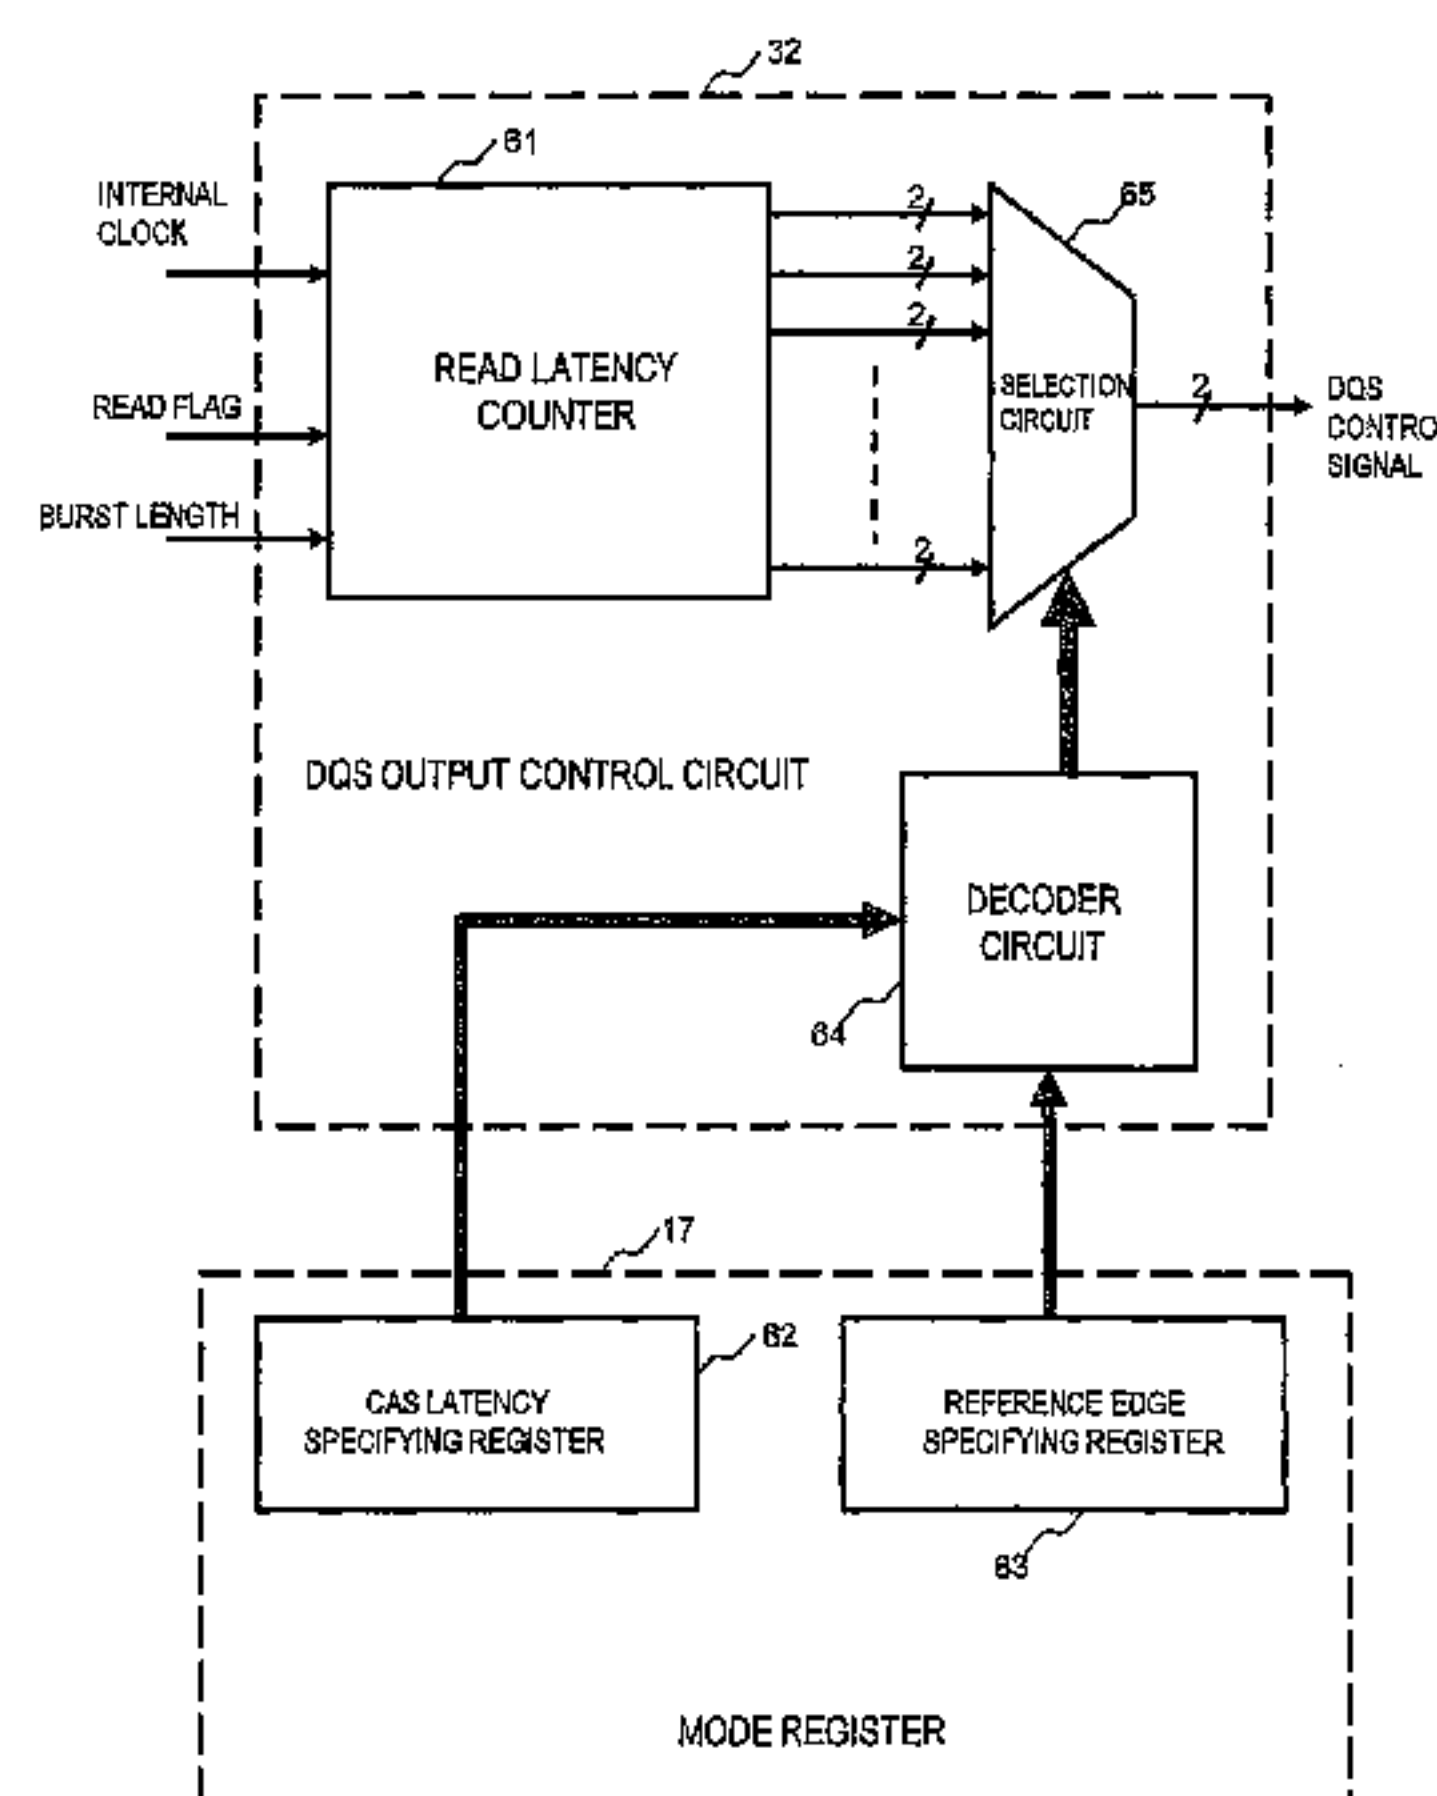 32
61
INTERNAL
CLOCK
2
65
2
2
READ LATENCY
COUNTER
SELECTION
CIRCUIT
2
DQS
CONTRO
SIGNAL
READ FLAG
BURST LENGTH
2
DQS OUTPUT CONTROL CIRCUIT
DECODER
CIRCUIT
64
17
62
CAS LATENCY
SPECIFYING REGISTER
REFERENCE EDGE
SPECIFYING REGISTER
63
MODE REGISTER